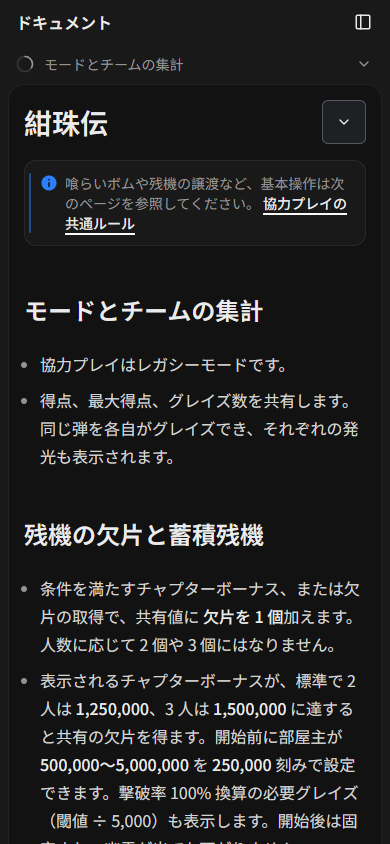 ドキュメント
モードとチームの集計
紺珠伝
喰らいボムや残機の譲渡など、基本操作は次
のページを参照してください。 協力プレイの
共通ルール
モードとチームの集計
協力プレイはレガシーモードです。
得点、最大得点、グレイズ数を共有します。
同じ弾を各自がグレイズでき、それぞれの発
光も表示されます。
残機の欠片と蓄積残機
条件を満たすチャプターボーナス、または欠
片の取得で、共有値に 欠片を 1 個加えます。
人数に応じて 2 個や 3 個にはなりません。
表示されるチャプターボーナスが、標準で 2
人は 1,250,000、3 人は 1,500,000 に達する
と共有の欠片を得ます。開始前に部屋主が
500,000〜5,000,000 を 250,000 刻みで設定
できます。撃破率 100% 換算の必要グレイズ
（閾値 ÷ 5,000）も表示します。開始後は固